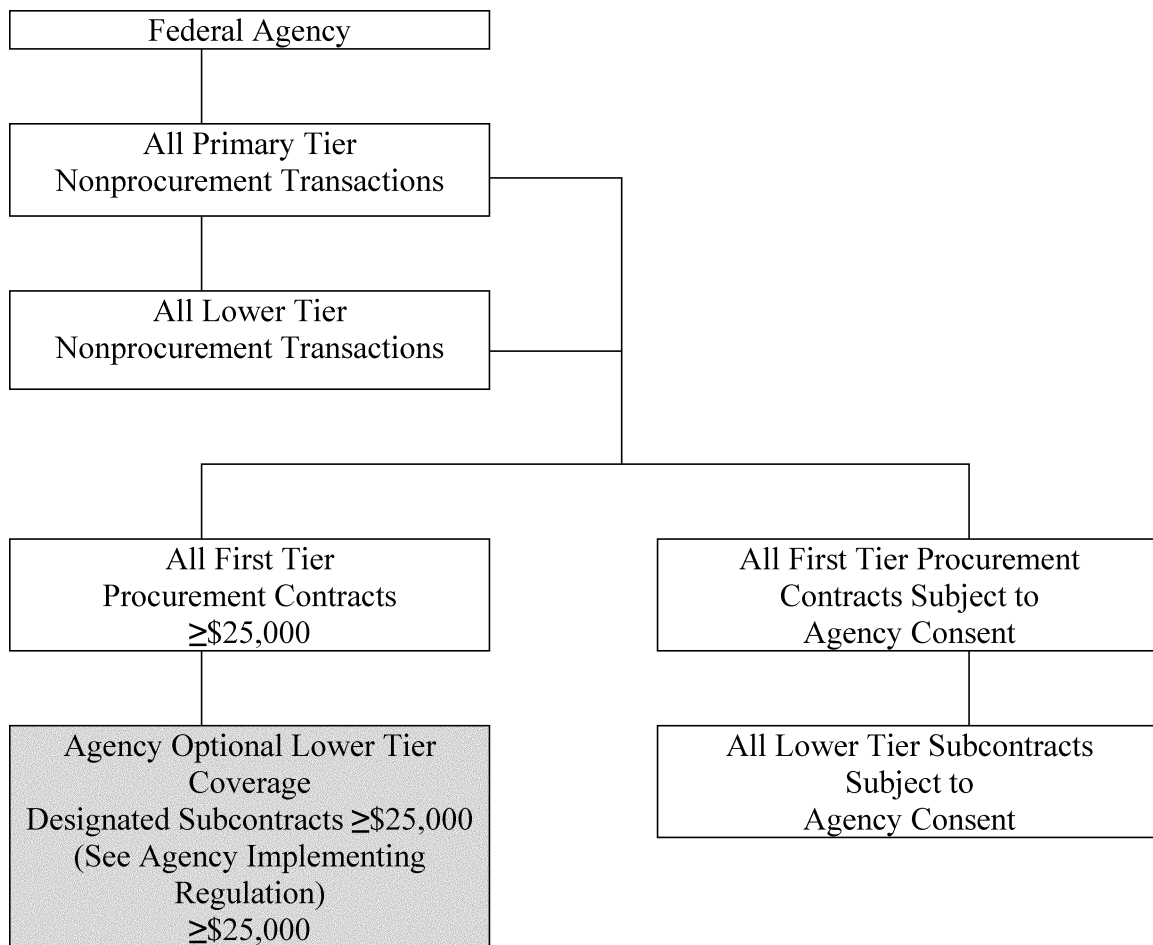 Federal Agency
All Primary Tier
Nonprocurement Transactions
All Lower Tier
Nonprocurement Transactions
All First Tier
Procurement Contracts
≥$25,000
All First Tier Procurement
Contracts Subject to
Agency Consent
Agency Optional Lower Tier
Coverage
Designated Subcontracts ≥$25,000
(See Agency Implementing
Regulation)
≥$25,000
All Lower Tier Subcontracts
Subject to
Agency Consent